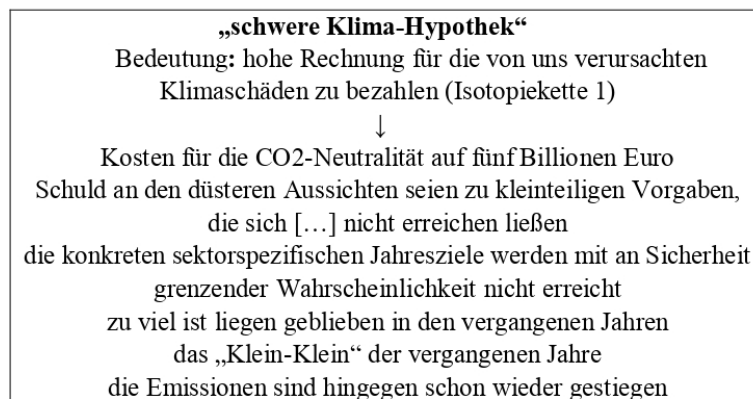 „schwere Klima-Hypothek“
Bedeutung: hohe Rechnung für die von uns verursachten
Klimaschäden zu bezahlen (Isotopiekette 1)
↓
Kosten für die CO2-Neutralität auf fünf Billionen Euro
Schuld an den düsteren Aussichten seien zu kleinteiligen Vorgaben,
die sich […] nicht erreichen ließen
die konkreten sektorspezifischen Jahresziele werden mit an Sicherheit
grenzender Wahrscheinlichkeit nicht erreicht
zu viel ist liegen geblieben in den vergangenen Jahren
das „Klein-Klein“ der vergangenen Jahre
die Emissionen sind hingegen schon wieder gestiegen